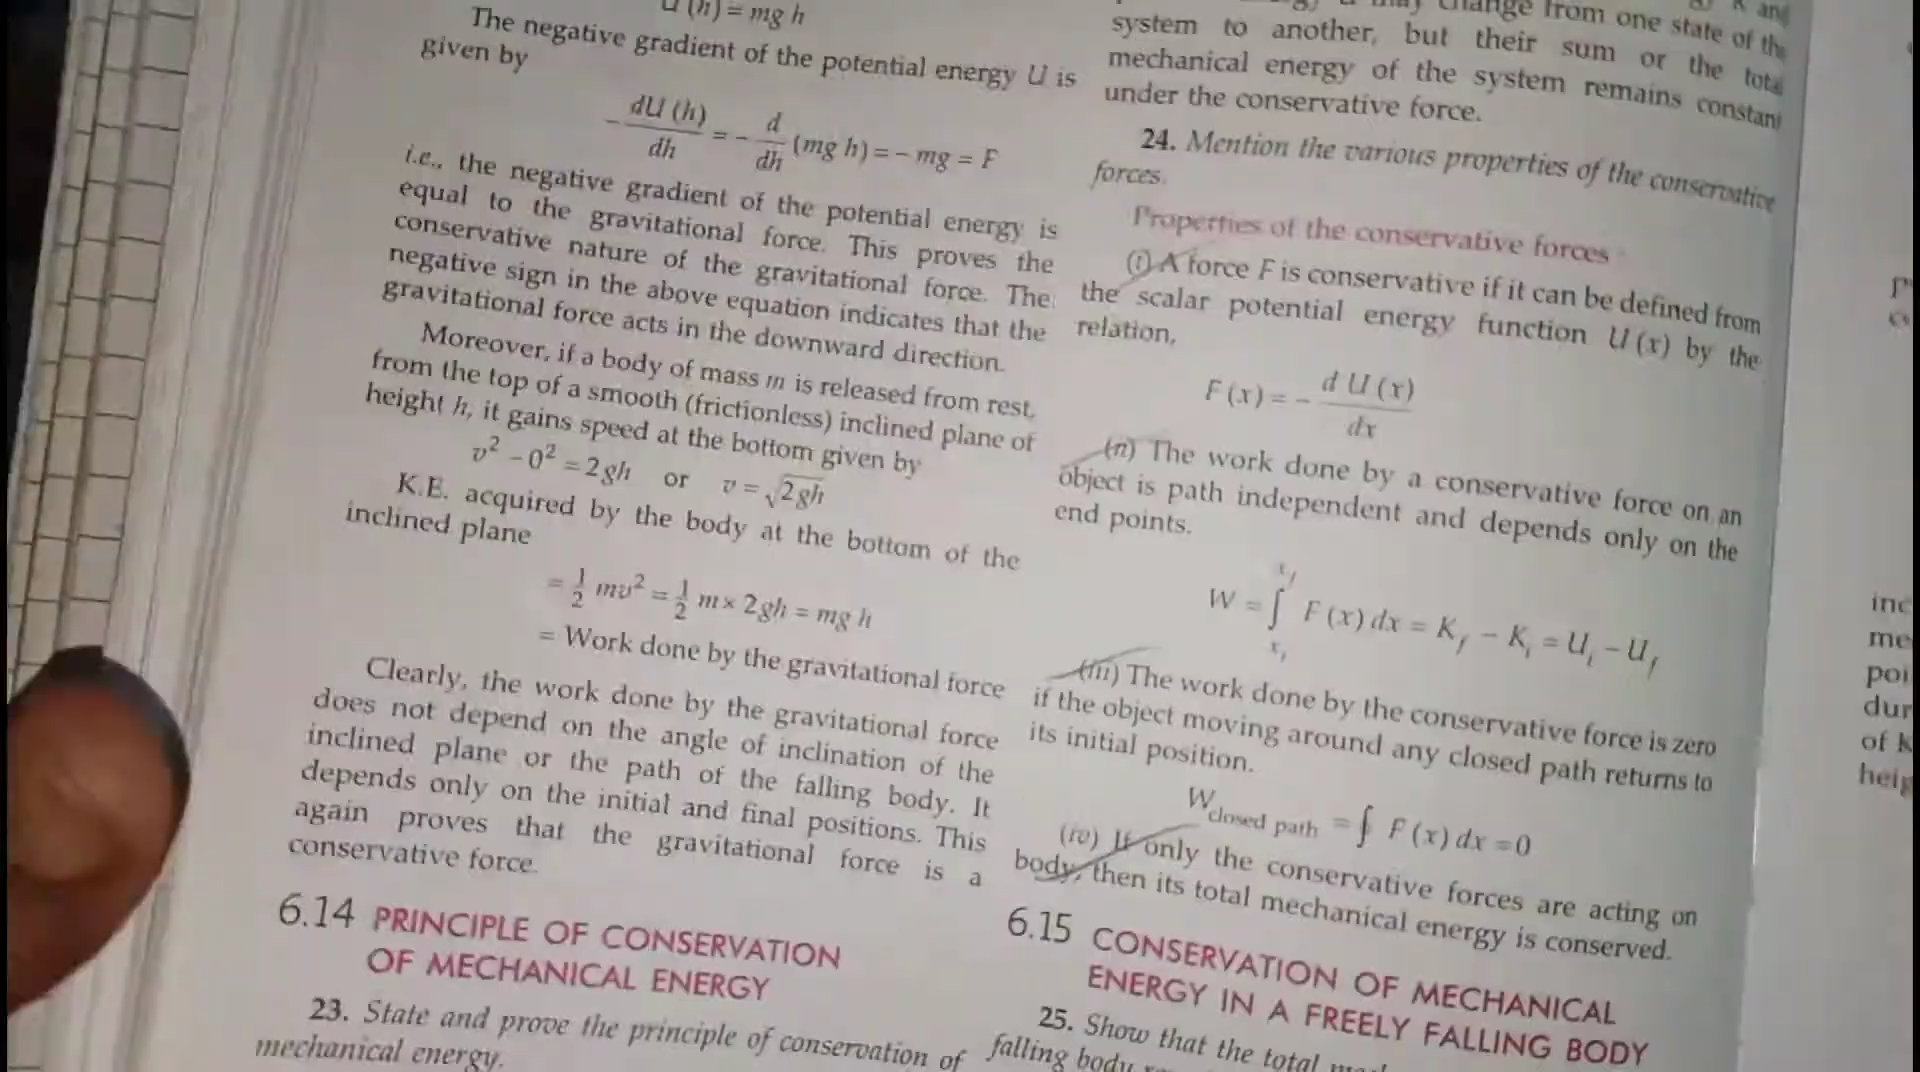 U (h) = mg h
The negative gradient of the potential energy U is
given by
- dU (h)/dh = - d/dh (mg h) = - mg = F
i.e., the negative gradient of the potential energy is
equal to the gravitational force. This proves the
conservative nature of the gravitational force. The
negative sign in the above equation indicates that the
gravitational force acts in the downward direction.
Moreover, if a body of mass m is released from rest,
from the top of a smooth (frictionless) inclined plane of
height h, it gains speed at the bottom given by
v² - 0² = 2gh or v = √2gh
K.E. acquired by the body at the bottom of the
inclined plane
= 1/2 mv² = 1/2 m × 2gh = mg h
= Work done by the gravitational force
Clearly, the work done by the gravitational force
does not depend on the angle of inclination of the
inclined plane or the path of the falling body. It
depends only on the initial and final positions. This
again proves that the gravitational force is a
conservative force.
6.14 PRINCIPLE OF CONSERVATION
OF MECHANICAL ENERGY
23. State and prove the principle of conservation of
mechanical energy.
change from one state of the
system to another, but their sum or the total
mechanical energy of the system remains constant
under the conservative force.
24. Mention the various properties of the conservative
forces.
Properties of the conservative forces
(i) A force F is conservative if it can be defined from
the scalar potential energy function U (x) by the
relation,
F (x) = - d U (x)/dx
(ii) The work done by a conservative force on an
object is path independent and depends only on the
end points.
W = ∫ F (x) dx = K_f - K_i = U_i - U_f
(iii) The work done by the conservative force is zero
if the object moving around any closed path returns to
its initial position.
W_closed path = ∮ F (x) dx = 0
(iv) If only the conservative forces are acting on
body, then its total mechanical energy is conserved.
6.15 CONSERVATION OF MECHANICAL
ENERGY IN A FREELY FALLING BODY
25. Show that the total
falling body
inc
me
poi
dur
of K
heig